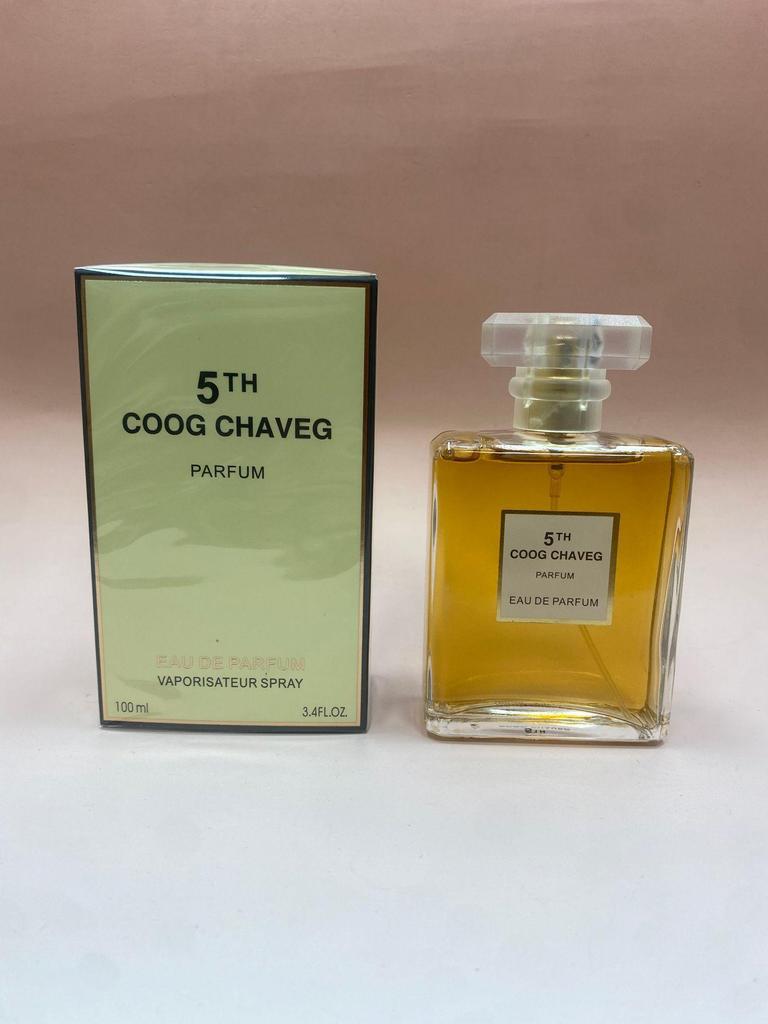 5TH
COOG CHAVEG
PARFUM
EAU DE PARFUM
VAPORISATEUR SPRAY
100 ml 3.4FL.OZ.
5TH
COOG CHAVEG
PARFUM
EAU DE PARFUM